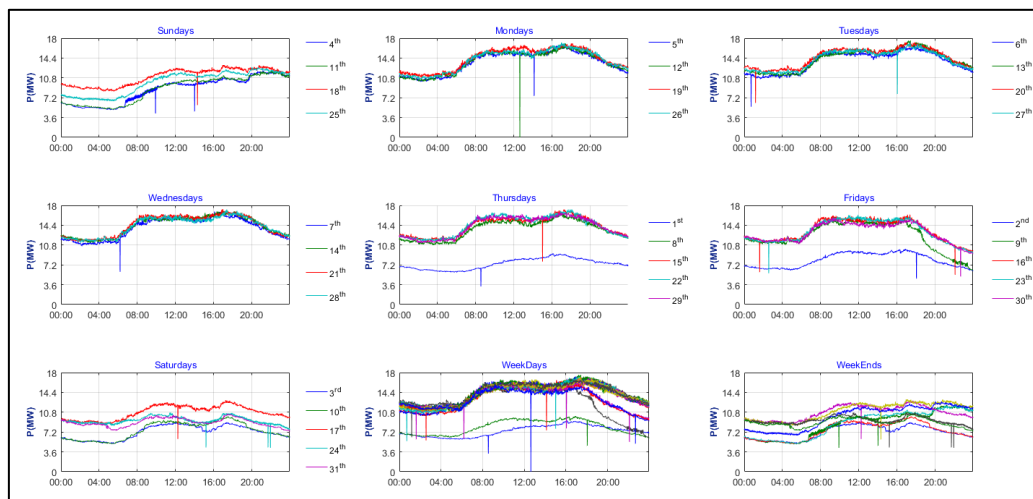 Sundays
P(MW)
18
14.4
10.8
7.2
3.6
0
00:00 04:00 08:00 12:00 16:00 20:00
4th
11th
18th
25th
Mondays
18
14.4
10.8
7.2
3.6
0
00:00 04:00 08:00 12:00 16:00 20:00
5th
12th
19th
26th
Tuesdays
18
14.4
10.8
7.2
3.6
0
00:00 04:00 08:00 12:00 16:00 20:00
6th
13th
20th
27th
Wednesdays
P(MW)
18
14.4
10.8
7.2
3.6
0
00:00 04:00 08:00 12:00 16:00 20:00
7th
14th
21th
28th
Thursdays
18
14.4
10.8
7.2
3.6
0
00:00 04:00 08:00 12:00 16:00 20:00
1st
8th
15th
22th
29th
Fridays
P(MW)
18
14.4
10.8
7.2
3.6
0
00:00 04:00 08:00 12:00 16:00 20:00
2nd
9th
16th
23th
30th
Saturdays
P(MW)
18
14.4
10.8
7.2
3.6
0
00:00 04:00 08:00 12:00 16:00 20:00
3rd
10th
17th
24th
31th
WeekDays
18
14.4
10.8
7.2
3.6
0
00:00 04:00 08:00 12:00 16:00 20:00
WeekEnds
18
14.4
10.8
7.2
3.6
0
00:00 04:00 08:00 12:00 16:00 20:00